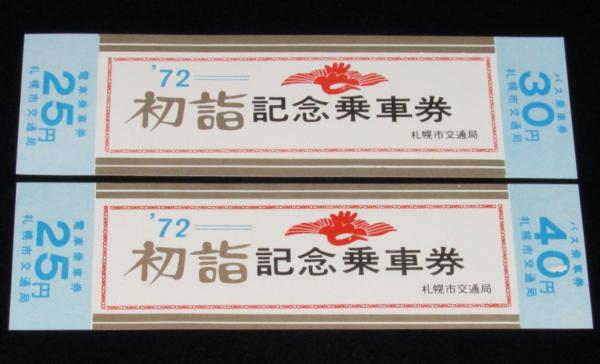 電車乗車券
25円
札幌市交通局
'72
初詣記念乗車券
札幌市交通局
バス乗車券
30円
札幌市交通局
電車乗車券
25円
札幌市交通局
'72
初詣記念乗車券
札幌市交通局
バス乗車券
40円
札幌市交通局